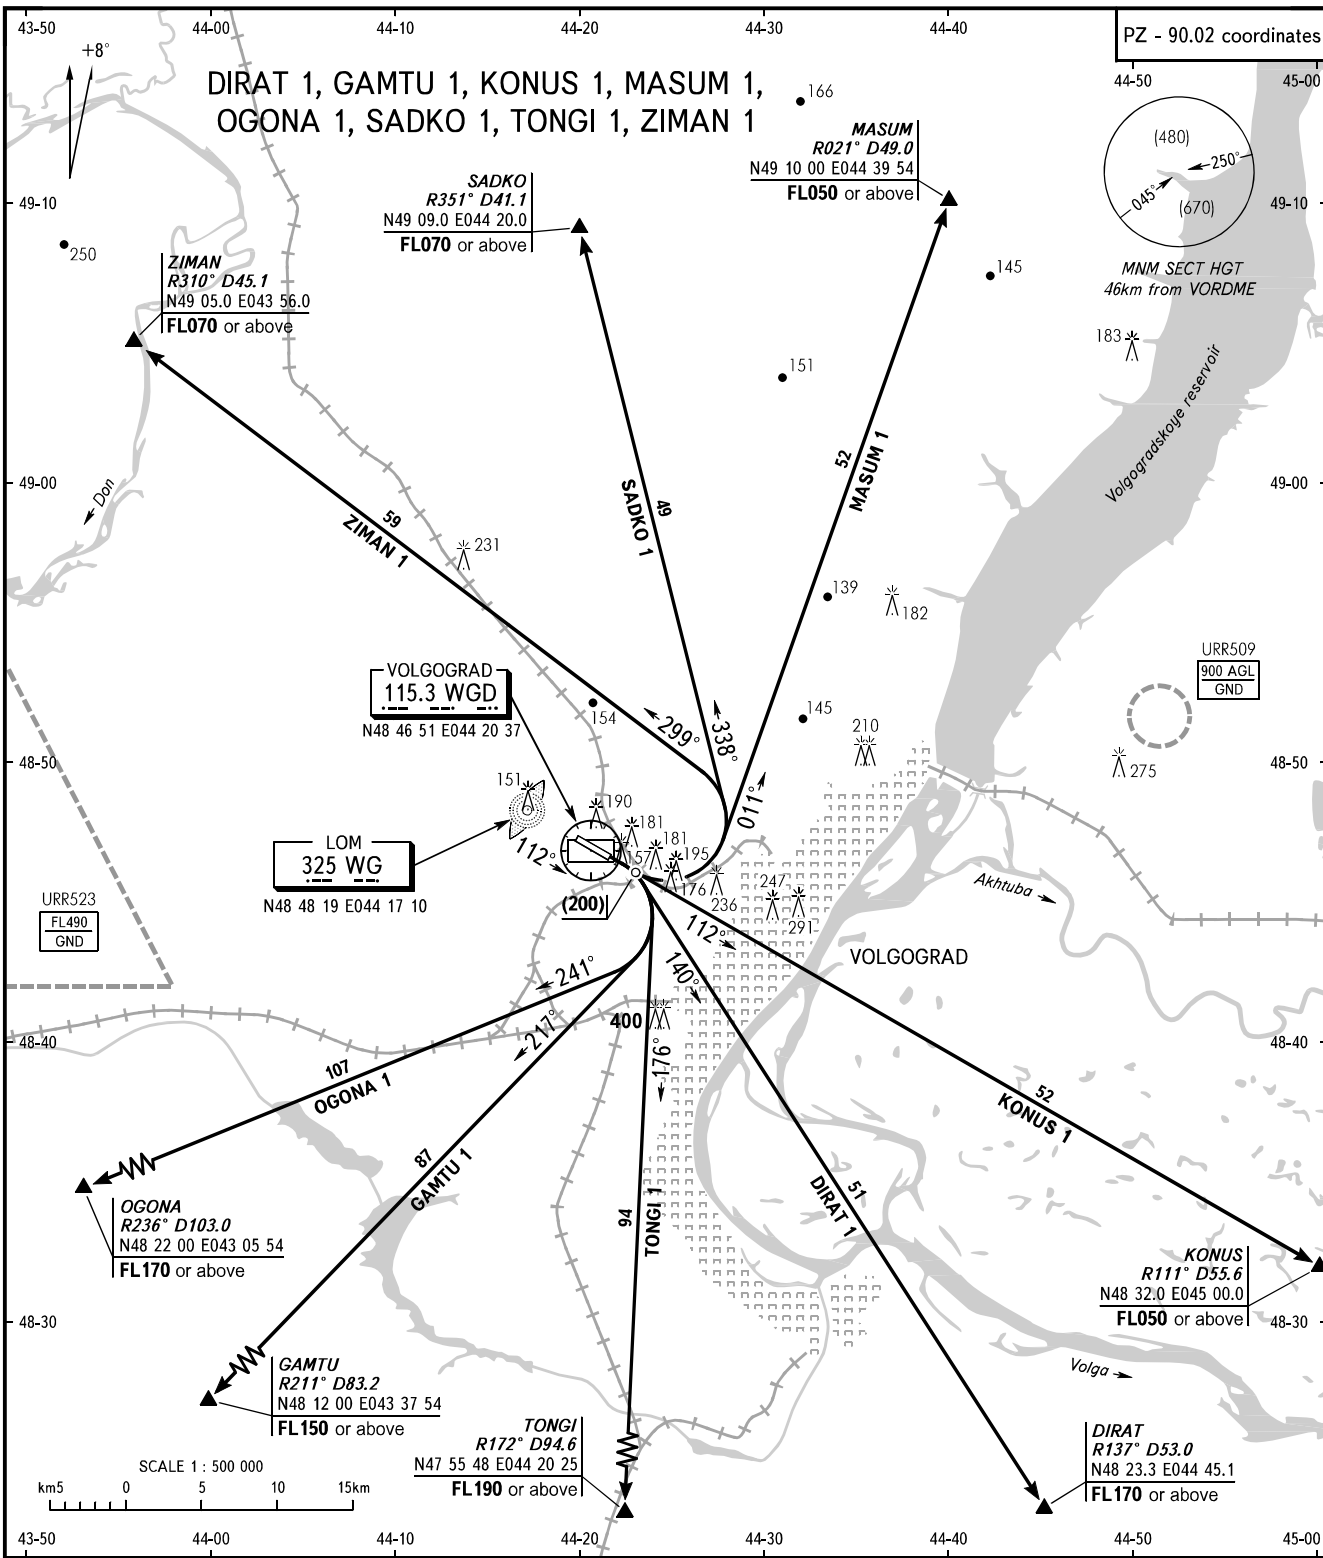 43-50
44-00
44-10
44-20
44-30
44-40
PZ - 90.02 coordinates
44-50
45-00
+8°
DIRAT 1, GAMTU 1, KONUS 1, MASUM 1,
OGONA 1, SADKO 1, TONGI 1, ZIMAN 1
166
MASUM
R021° D49.0
N49 10 00 E044 39 54
FL050 or above
(480)
250°
045°
(670)
MNM SECT HGT
46km from VORDME
49-10
49-10
SADKO
R351° D41.1
N49 09.0 E044 20.0
FL070 or above
250
ZIMAN
R310° D45.1
N49 05.0 E043 56.0
FL070 or above
145
183
151
Volgogradskoye reservoir
49-00
49-00
Don
59
ZIMAN 1
49
SADKO 1
52
MASUM 1
231
139
182
URR509
900 AGL
GND
VOLGOGRAD
115.3 WGD
N48 46 51 E044 20 37
154
299°
338°
011°
145
210
275
48-50
48-50
151
190
181
181
157
195
176
236
247
291
LOM
325 WG
N48 48 19 E044 17 10
112°
(200)
112°
140°
Akhtuba
URR523
FL490
GND
VOLGOGRAD
241°
217°
400
176°
48-40
48-40
107
OGONA 1
87
GAMTU 1
94
TONGI 1
51
DIRAT 1
52
KONUS 1
OGONA
R236° D103.0
N48 22 00 E043 05 54
FL170 or above
KONUS
R111° D55.6
N48 32.0 E045 00.0
FL050 or above
48-30
48-30
GAMTU
R211° D83.2
N48 12 00 E043 37 54
FL150 or above
Volga
TONGI
R172° D94.6
N47 55 48 E044 20 25
FL190 or above
DIRAT
R137° D53.0
N48 23.3 E044 45.1
FL170 or above
SCALE 1 : 500 000
km5
0
5
10
15km
43-50
44-00
44-10
44-20
44-30
44-40
44-50
45-00